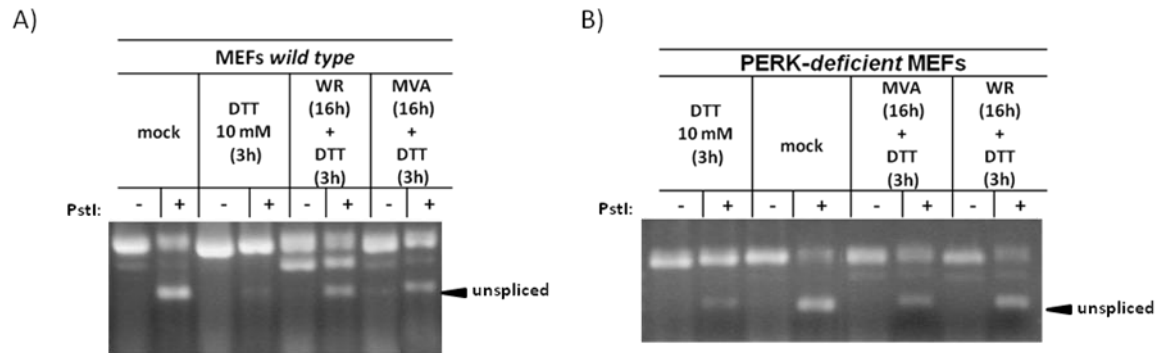 A)
MEFs wild type
mock
DTT
10 mM
(3h)
WR
(16h)
+
DTT
(3h)
MVA
(16h)
+
DTT
(3h)
PstI: - + - + - + - +
unspliced
B)
PERK-deficient MEFs
DTT
10 mM
(3h)
mock
MVA
(16h)
+
DTT
(3h)
WR
(16h)
+
DTT
(3h)
PstI: - + - + - + - +
unspliced